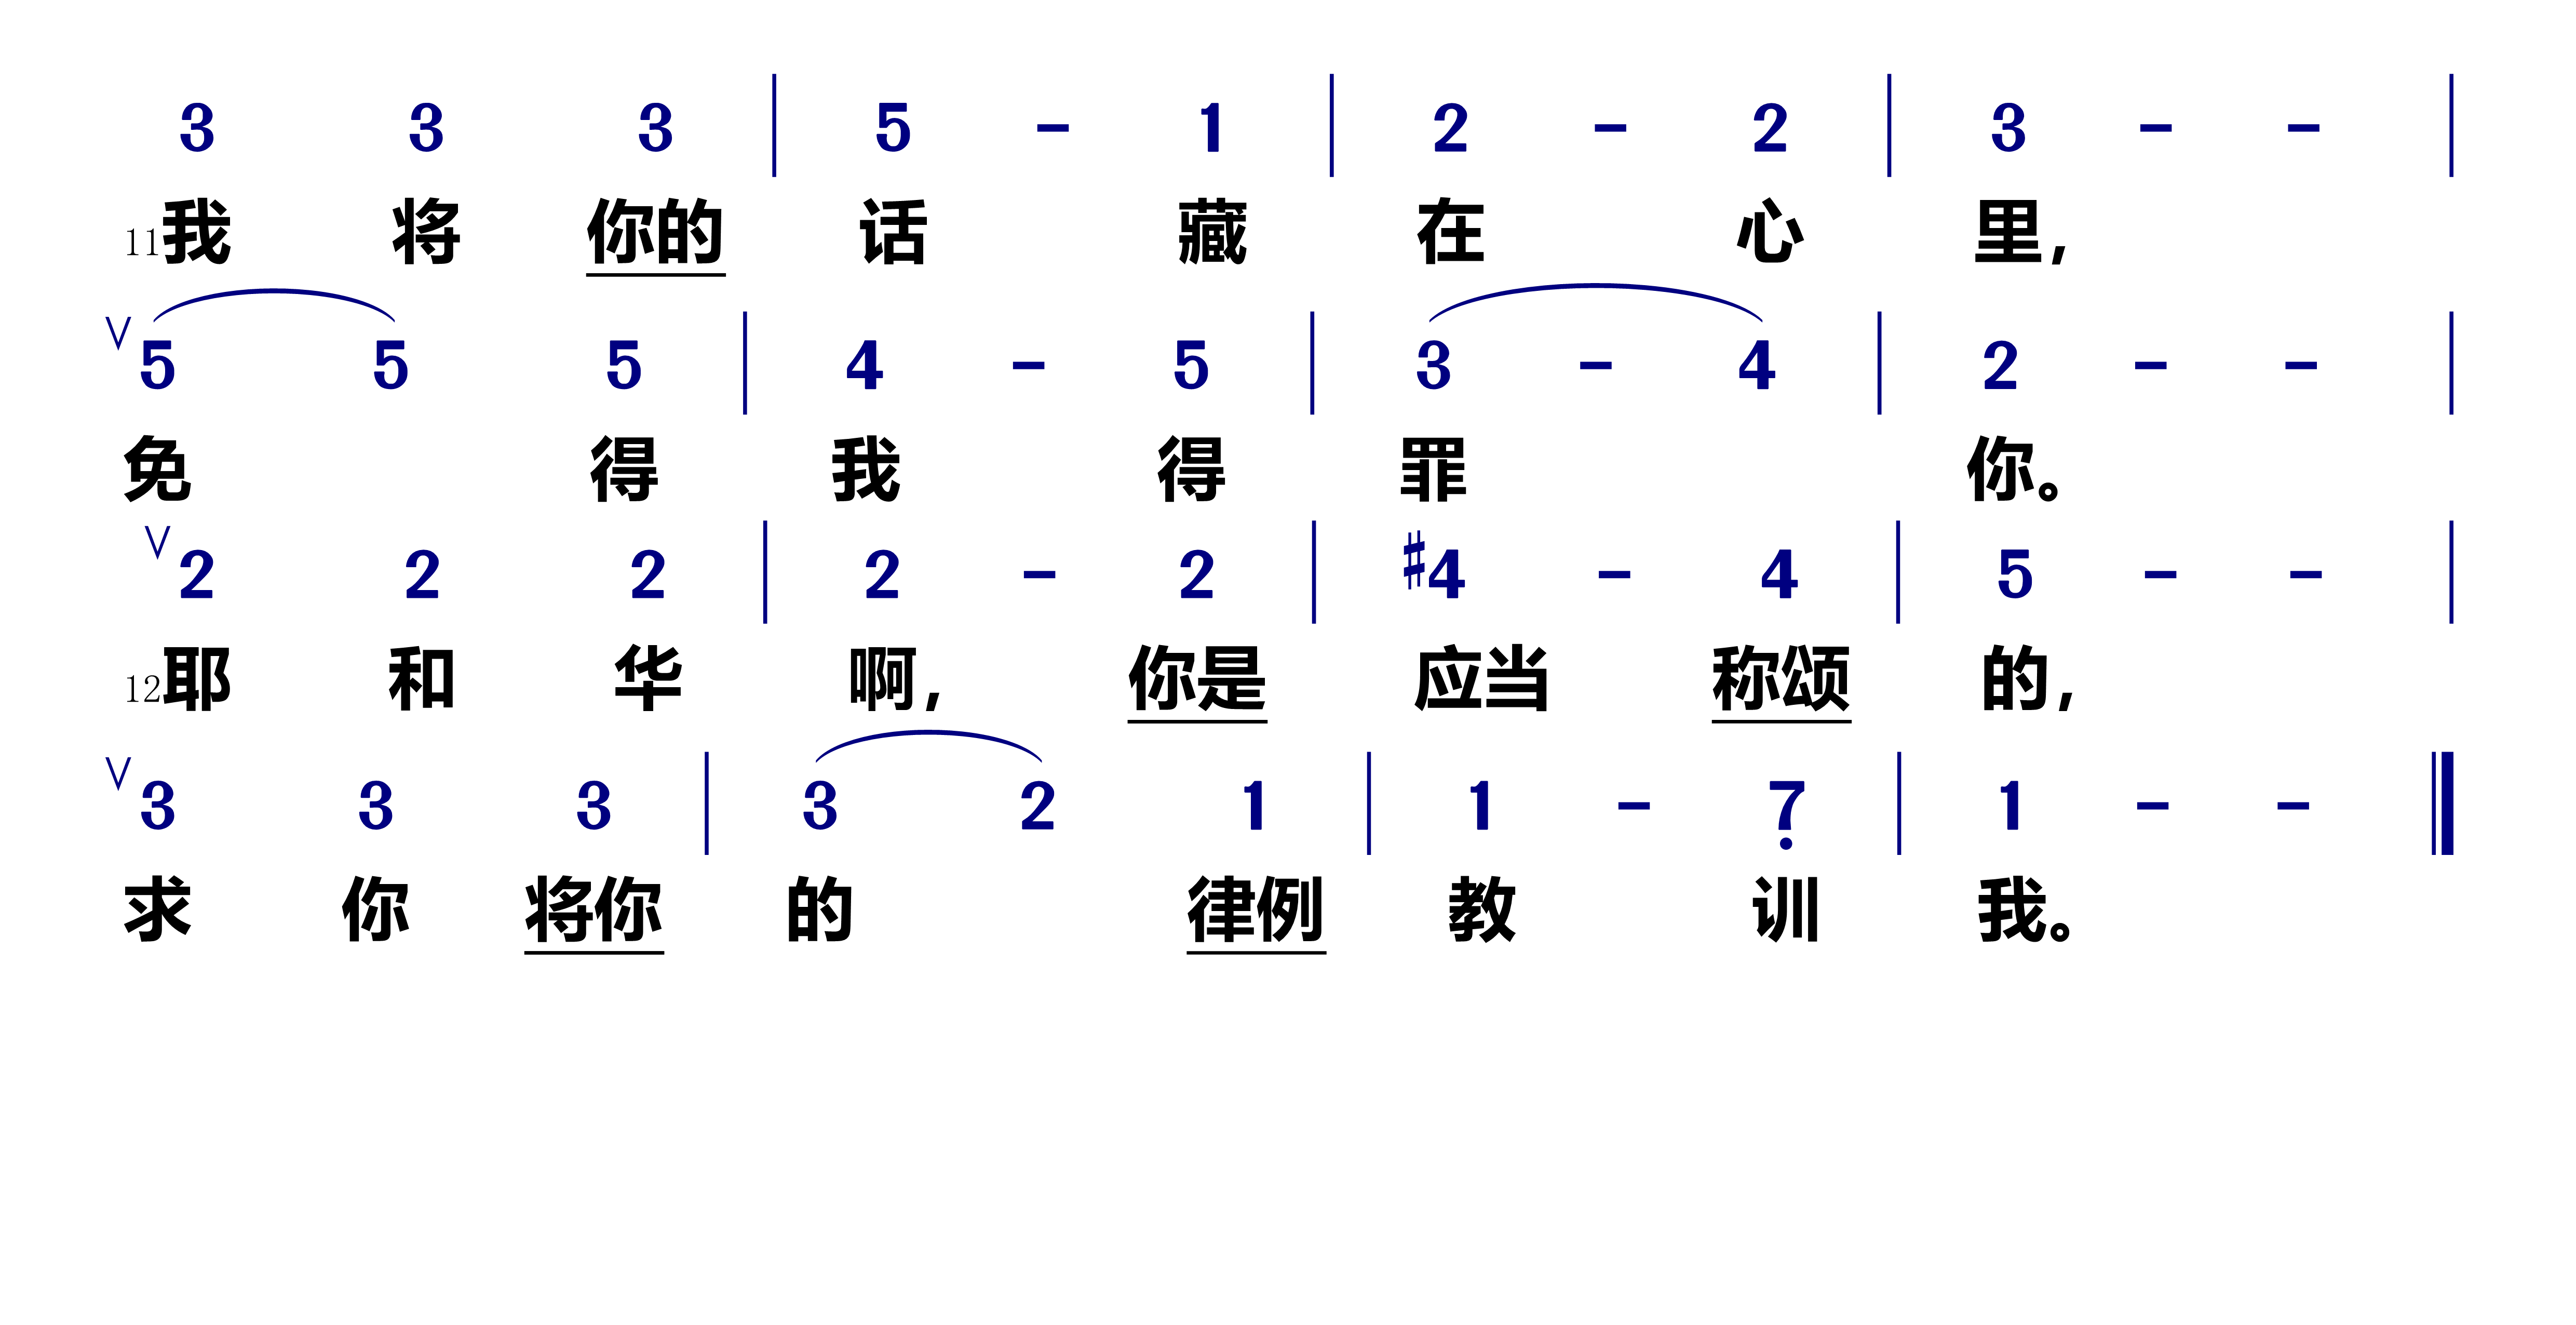 3 3 3 | 5 - 1 | 2 - 2 | 3 - - |
11我 将 你的 话 藏 在 心 里,
∨5 5 5 | 4 - 5 | 3 - 4 | 2 - - |
免 得 我 得 罪 你。
∨2 2 2 | 2 - 2 | ♯4 - 4 | 5 - - |
12耶 和 华 啊, 你是 应当 称颂 的,
∨3 3 3 | 3 2 1 | 1 - 7̣ | 1 - - ‖
求 你 将你 的 律例 教 训 我。